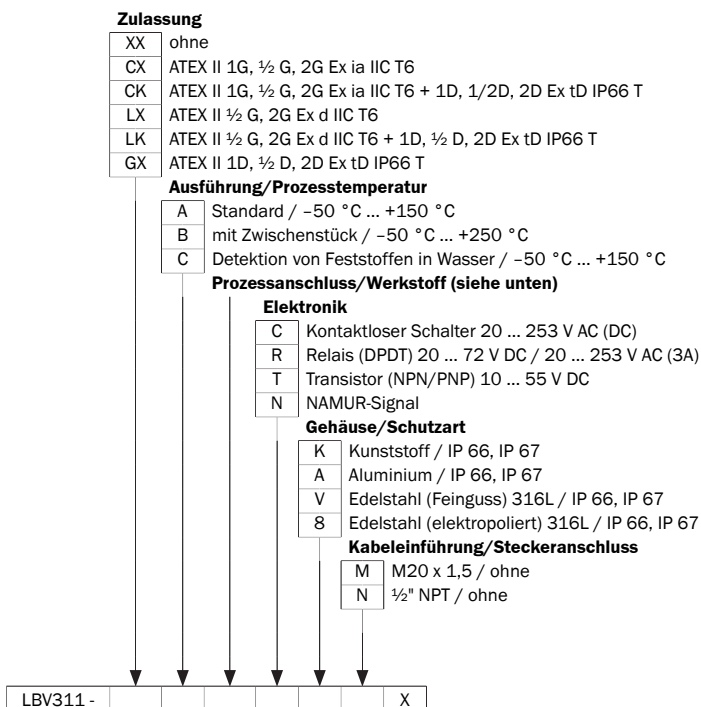 Zulassung
XX ohne
CX ATEX II 1G, ½ G, 2G Ex ia IIC T6
CK ATEX II 1G, ½ G, 2G Ex ia IIC T6 + 1D, 1/2D, 2D Ex tD IP66 T
LX ATEX II ½ G, 2G Ex d IIC T6
LK ATEX II ½ G, 2G Ex d IIC T6 + 1D, ½ D, 2D Ex tD IP66 T
GX ATEX II 1D, ½ D, 2D Ex tD IP66 T
Ausführung/Prozesstemperatur
A Standard / –50 °C ... +150 °C
B mit Zwischenstück / –50 °C ... +250 °C
C Detektion von Feststoffen in Wasser / –50 °C ... +150 °C
Prozessanschluss/Werkstoff (siehe unten)
Elektronik
C Kontaktloser Schalter 20 ... 253 V AC (DC)
R Relais (DPDT) 20 ... 72 V DC / 20 ... 253 V AC (3A)
T Transistor (NPN/PNP) 10 ... 55 V DC
N NAMUR-Signal
Gehäuse/Schutzart
K Kunststoff / IP 66, IP 67
A Aluminium / IP 66, IP 67
V Edelstahl (Feinguss) 316L / IP 66, IP 67
8 Edelstahl (elektropoliert) 316L / IP 66, IP 67
Kabeleinführung/Steckeranschluss
M M20 x 1,5 / ohne
N ½" NPT / ohne
LBV311 - X